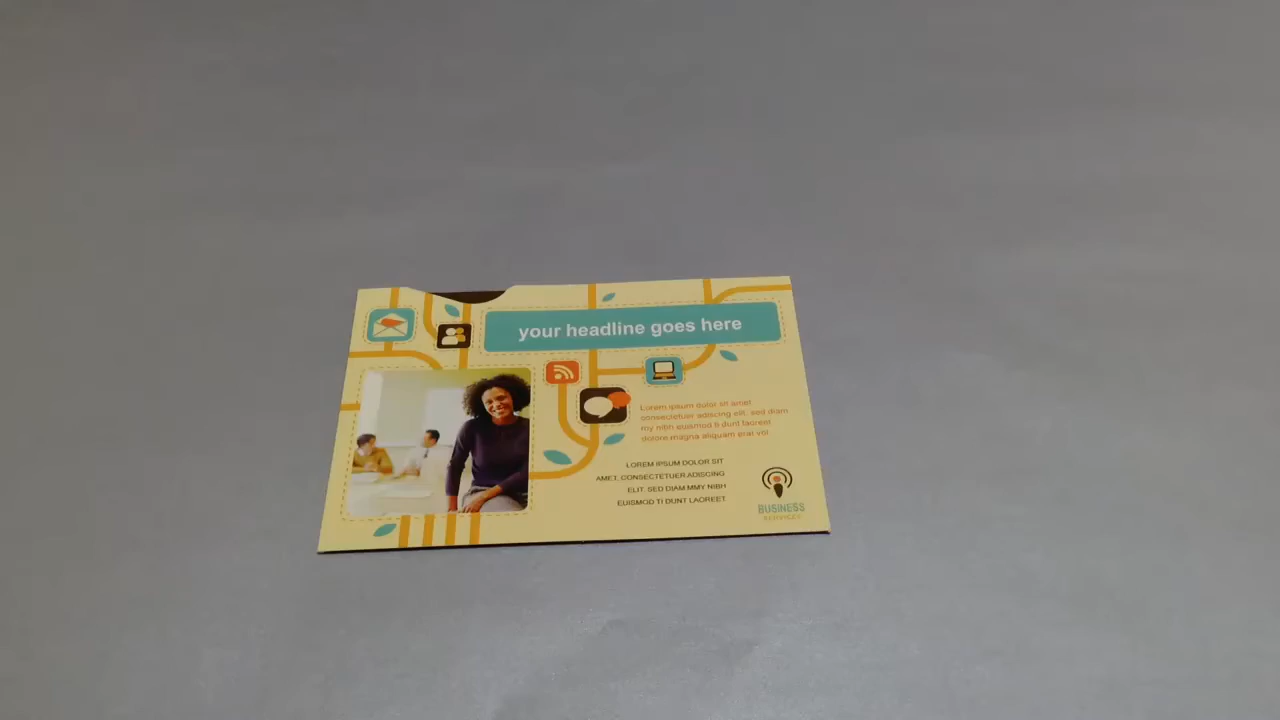 your headline goes here
Lorem ipsum dolor sit amet
consectetuer adiscing elit, sed diam
my nibh euismod ti dunt laoreet
dolore magna aliquam erat vol
LOREM IPSUM DOLOR SIT
AMET, CONSECTETUER ADISCING
ELIT, SED DIAM MMY NIBH
EUISMOD TI DUNT LAOREET
BUSINESS
SERVICES